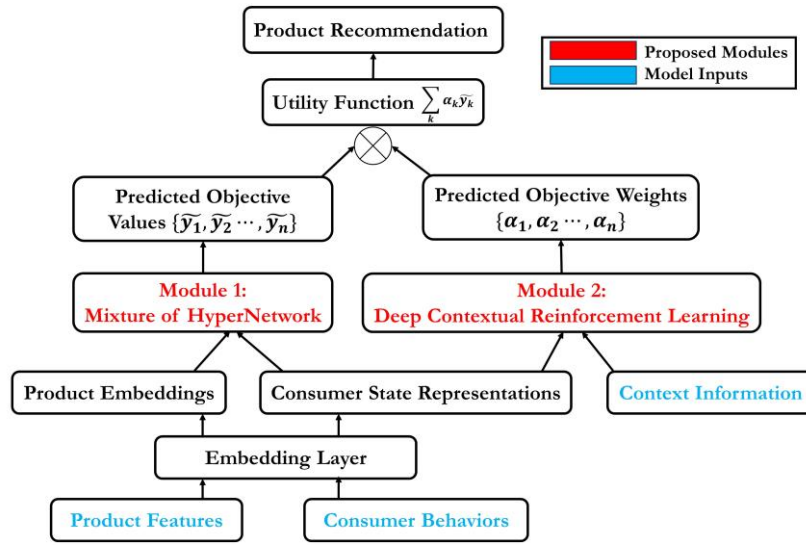 Product Recommendation
Proposed Modules
Model Inputs
Utility Function ∑ₖ αₖỹₖ
Predicted Objective
Values {ỹ₁, ỹ₂ ⋯, ỹₙ}
Predicted Objective Weights
{α₁, α₂ ⋯, αₙ}
Module 1:
Mixture of HyperNetwork
Module 2:
Deep Contextual Reinforcement Learning
Product Embeddings
Consumer State Representations
Context Information
Embedding Layer
Product Features
Consumer Behaviors